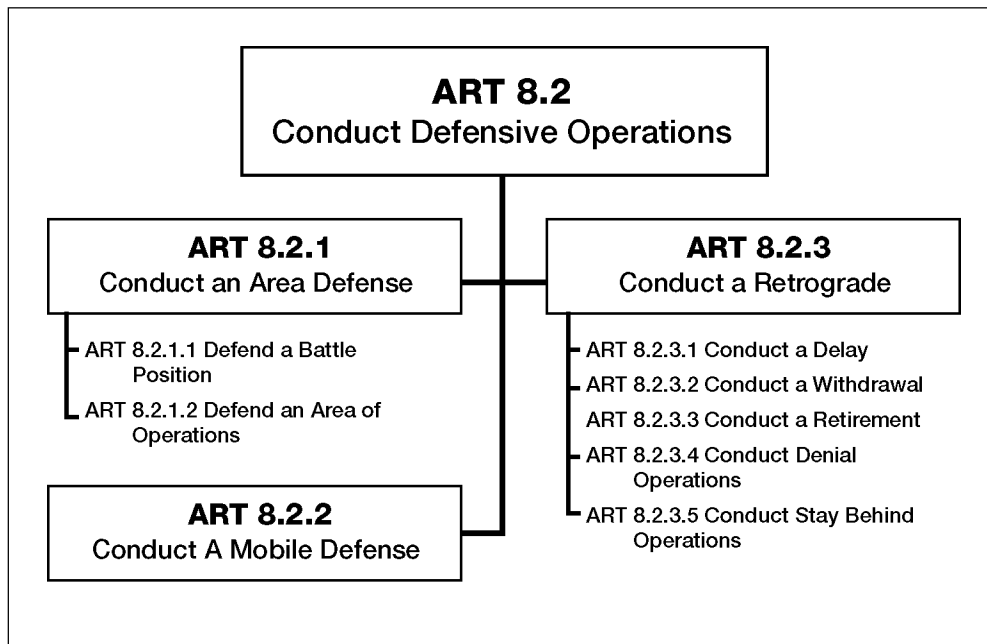 ART 8.2
Conduct Defensive Operations
ART 8.2.1
Conduct an Area Defense
ART 8.2.1.1 Defend a Battle
Position
ART 8.2.1.2 Defend an Area of
Operations
ART 8.2.2
Conduct A Mobile Defense
ART 8.2.3
Conduct a Retrograde
ART 8.2.3.1 Conduct a Delay
ART 8.2.3.2 Conduct a Withdrawal
ART 8.2.3.3 Conduct a Retirement
ART 8.2.3.4 Conduct Denial
Operations
ART 8.2.3.5 Conduct Stay Behind
Operations